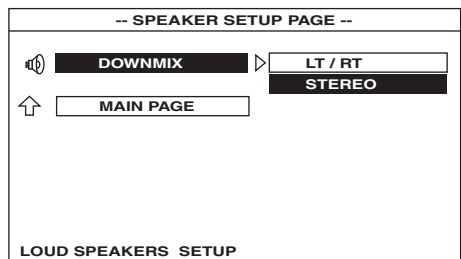 -- SPEAKER SETUP PAGE --
DOWNMIX
LT / RT
STEREO
MAIN PAGE
LOUD SPEAKERS SETUP